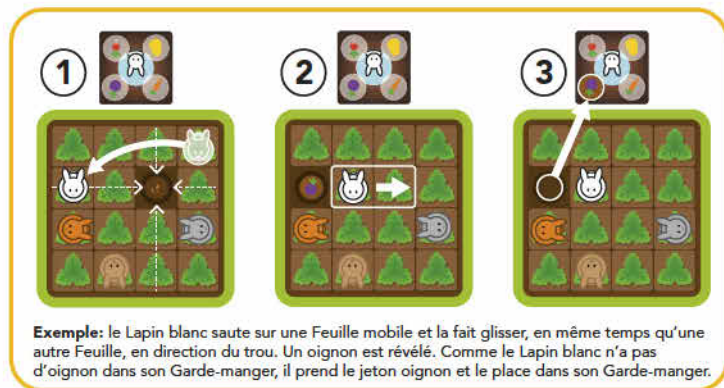 1
2
3
Exemple: le Lapin blanc saute sur une Feuille mobile et la fait glisser, en même temps qu'une
autre Feuille, en direction du trou. Un oignon est révélé. Comme le Lapin blanc n'a pas
d'oignon dans son Garde-manger, il prend le jeton oignon et le place dans son Garde-manger.